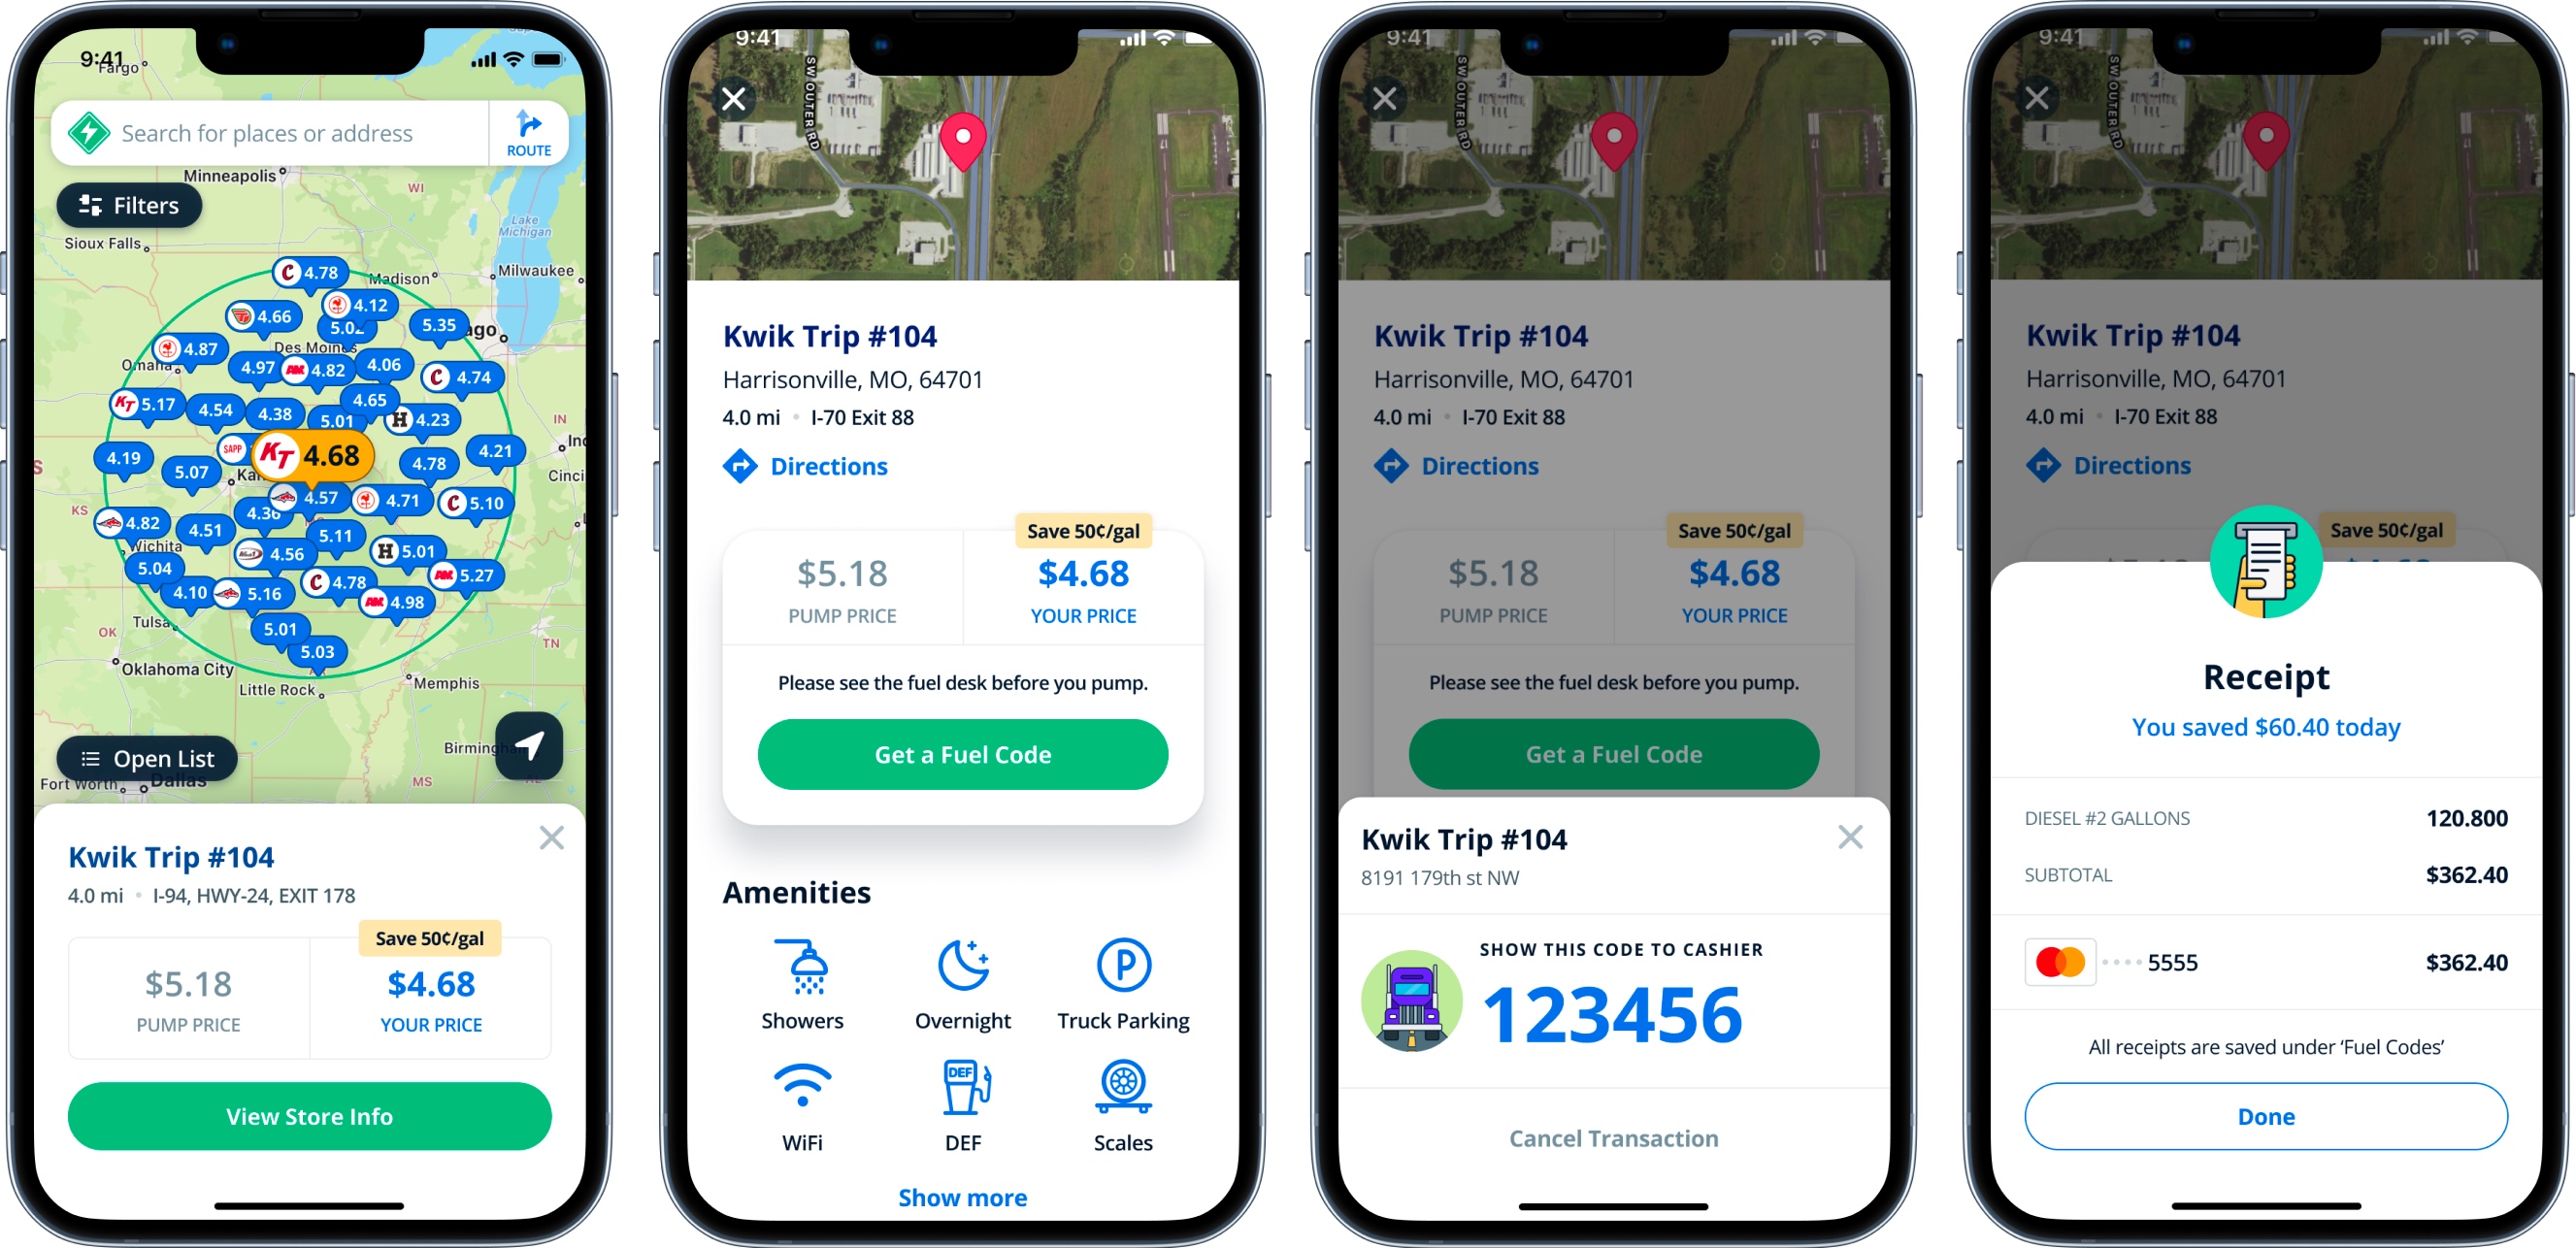 9:41
Fargo
Search for places or address
ROUTE
Minneapolis
WI
Filters
Lake
Michigan
Sioux Falls
C 4.78
Madison
Milwaukee
4.12
4.66
5.02
5.35
ago
4.87
Des Moines
Omaha
4.97
AM 4.82
4.06
C 4.74
KT 5.17
4.54
4.38
4.65
5.01
H 4.23
IN
SAPP
KT 4.68
4.19
5.07
4.78
4.21
Ind
S
Kan
Cinci
4.57
4.71
C 5.10
KS
4.36
4.82
4.51
5.11
Wichita
4.56
H 5.01
5.04
C 4.78
AM 5.27
4.10
5.16
AM 4.98
Tulsa
5.01
OK
5.03
TN
Oklahoma City
Little Rock
Memphis
Birmingham
Open List
Fort Worth
Dallas
MS
AL
Kwik Trip #104
4.0 mi • I-94, HWY-24, EXIT 178
Save 50¢/gal
$5.18
$4.68
PUMP PRICE
YOUR PRICE
View Store Info
9:41
SW OUTER RD
Kwik Trip #104
Harrisonville, MO, 64701
4.0 mi • I-70 Exit 88
Directions
Save 50¢/gal
$5.18
$4.68
PUMP PRICE
YOUR PRICE
Please see the fuel desk before you pump.
Get a Fuel Code
Amenities
Showers
Overnight
P
Truck Parking
DEF
WiFi
DEF
Scales
Show more
9:41
SW OUTER RD
Kwik Trip #104
Harrisonville, MO, 64701
4.0 mi • I-70 Exit 88
Directions
Save 50¢/gal
$5.18
$4.68
PUMP PRICE
YOUR PRICE
Please see the fuel desk before you pump.
Get a Fuel Code
Kwik Trip #104
8191 179th st NW
SHOW THIS CODE TO CASHIER
123456
Cancel Transaction
9:41
SW OUTER RD
Kwik Trip #104
Harrisonville, MO, 64701
4.0 mi • I-70 Exit 88
Directions
Save 50¢/gal
Receipt
You saved $60.40 today
DIESEL #2 GALLONS
120.800
SUBTOTAL
$362.40
•••• 5555
$362.40
All receipts are saved under ‘Fuel Codes’
Done